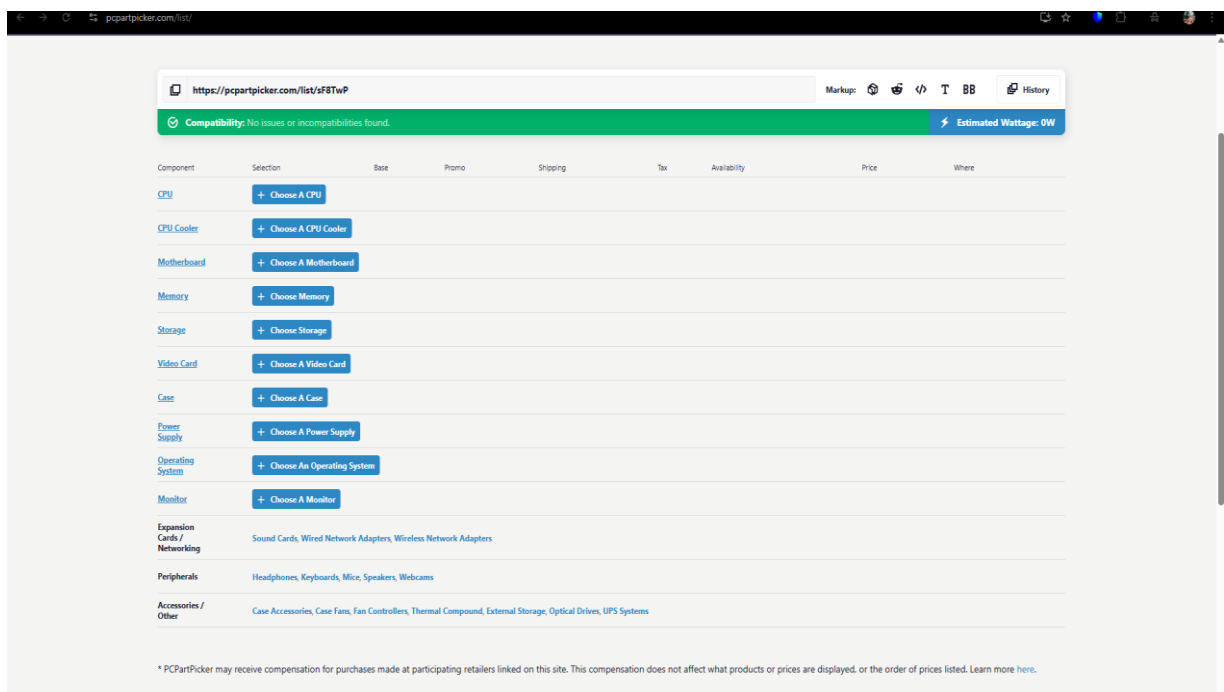 pcpartpicker.com/list/
https://pcpartpicker.com/list/sF8TwP Markup: </> T BB History
Compatibility: No issues or incompatibilities found. Estimated Wattage: 0W
Component Selection Base Promo Shipping Tax Availability Price Where
CPU + Choose A CPU
CPU Cooler + Choose A CPU Cooler
Motherboard + Choose A Motherboard
Memory + Choose Memory
Storage + Choose Storage
Video Card + Choose A Video Card
Case + Choose A Case
Power
Supply + Choose A Power Supply
Operating
System + Choose An Operating System
Monitor + Choose A Monitor
Expansion
Cards /
Networking
Sound Cards, Wired Network Adapters, Wireless Network Adapters
Peripherals Headphones, Keyboards, Mice, Speakers, Webcams
Accessories /
Other
Case Accessories, Case Fans, Fan Controllers, Thermal Compound, External Storage, Optical Drives, UPS Systems
* PCPartPicker may receive compensation for purchases made at participating retailers linked on this site. This compensation does not affect what products or prices are displayed, or the order of prices listed. Learn more here.